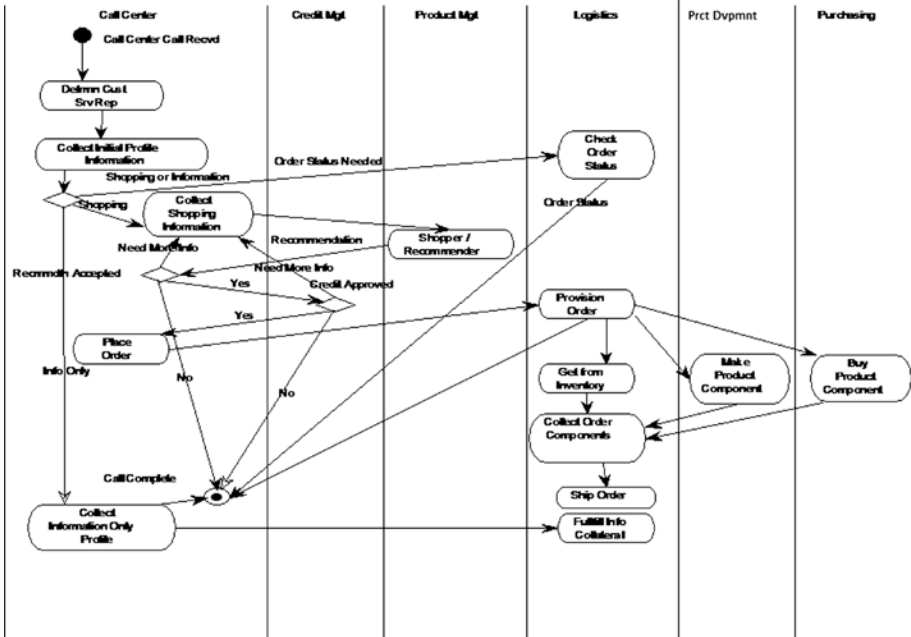 Call Center
Credit Mgt
Product Mgt
Logistics
Prct Dvpmnt
Purchasing
Call Center Call Recvd
Detrmn Cust
Srv Rep
Collect Initial Profile
Information
Check
Order
Status
Order Status Needed
Shopping or Information
Shopping
Collect
Shopping
Information
Order Status
Need More Info
Recommendation
Shopper /
Recommender
Recmmdtn Accepted
Need More Info
Yes
Credit Approved
Provision
Order
Yes
Place
Order
Info Only
No
No
Get from
Inventory
Make
Product
Component
Buy
Product
Component
Collect Order
Components
Call Complete
Ship Order
Collect
Information Only
Profile
Fullfill Info
Collateral